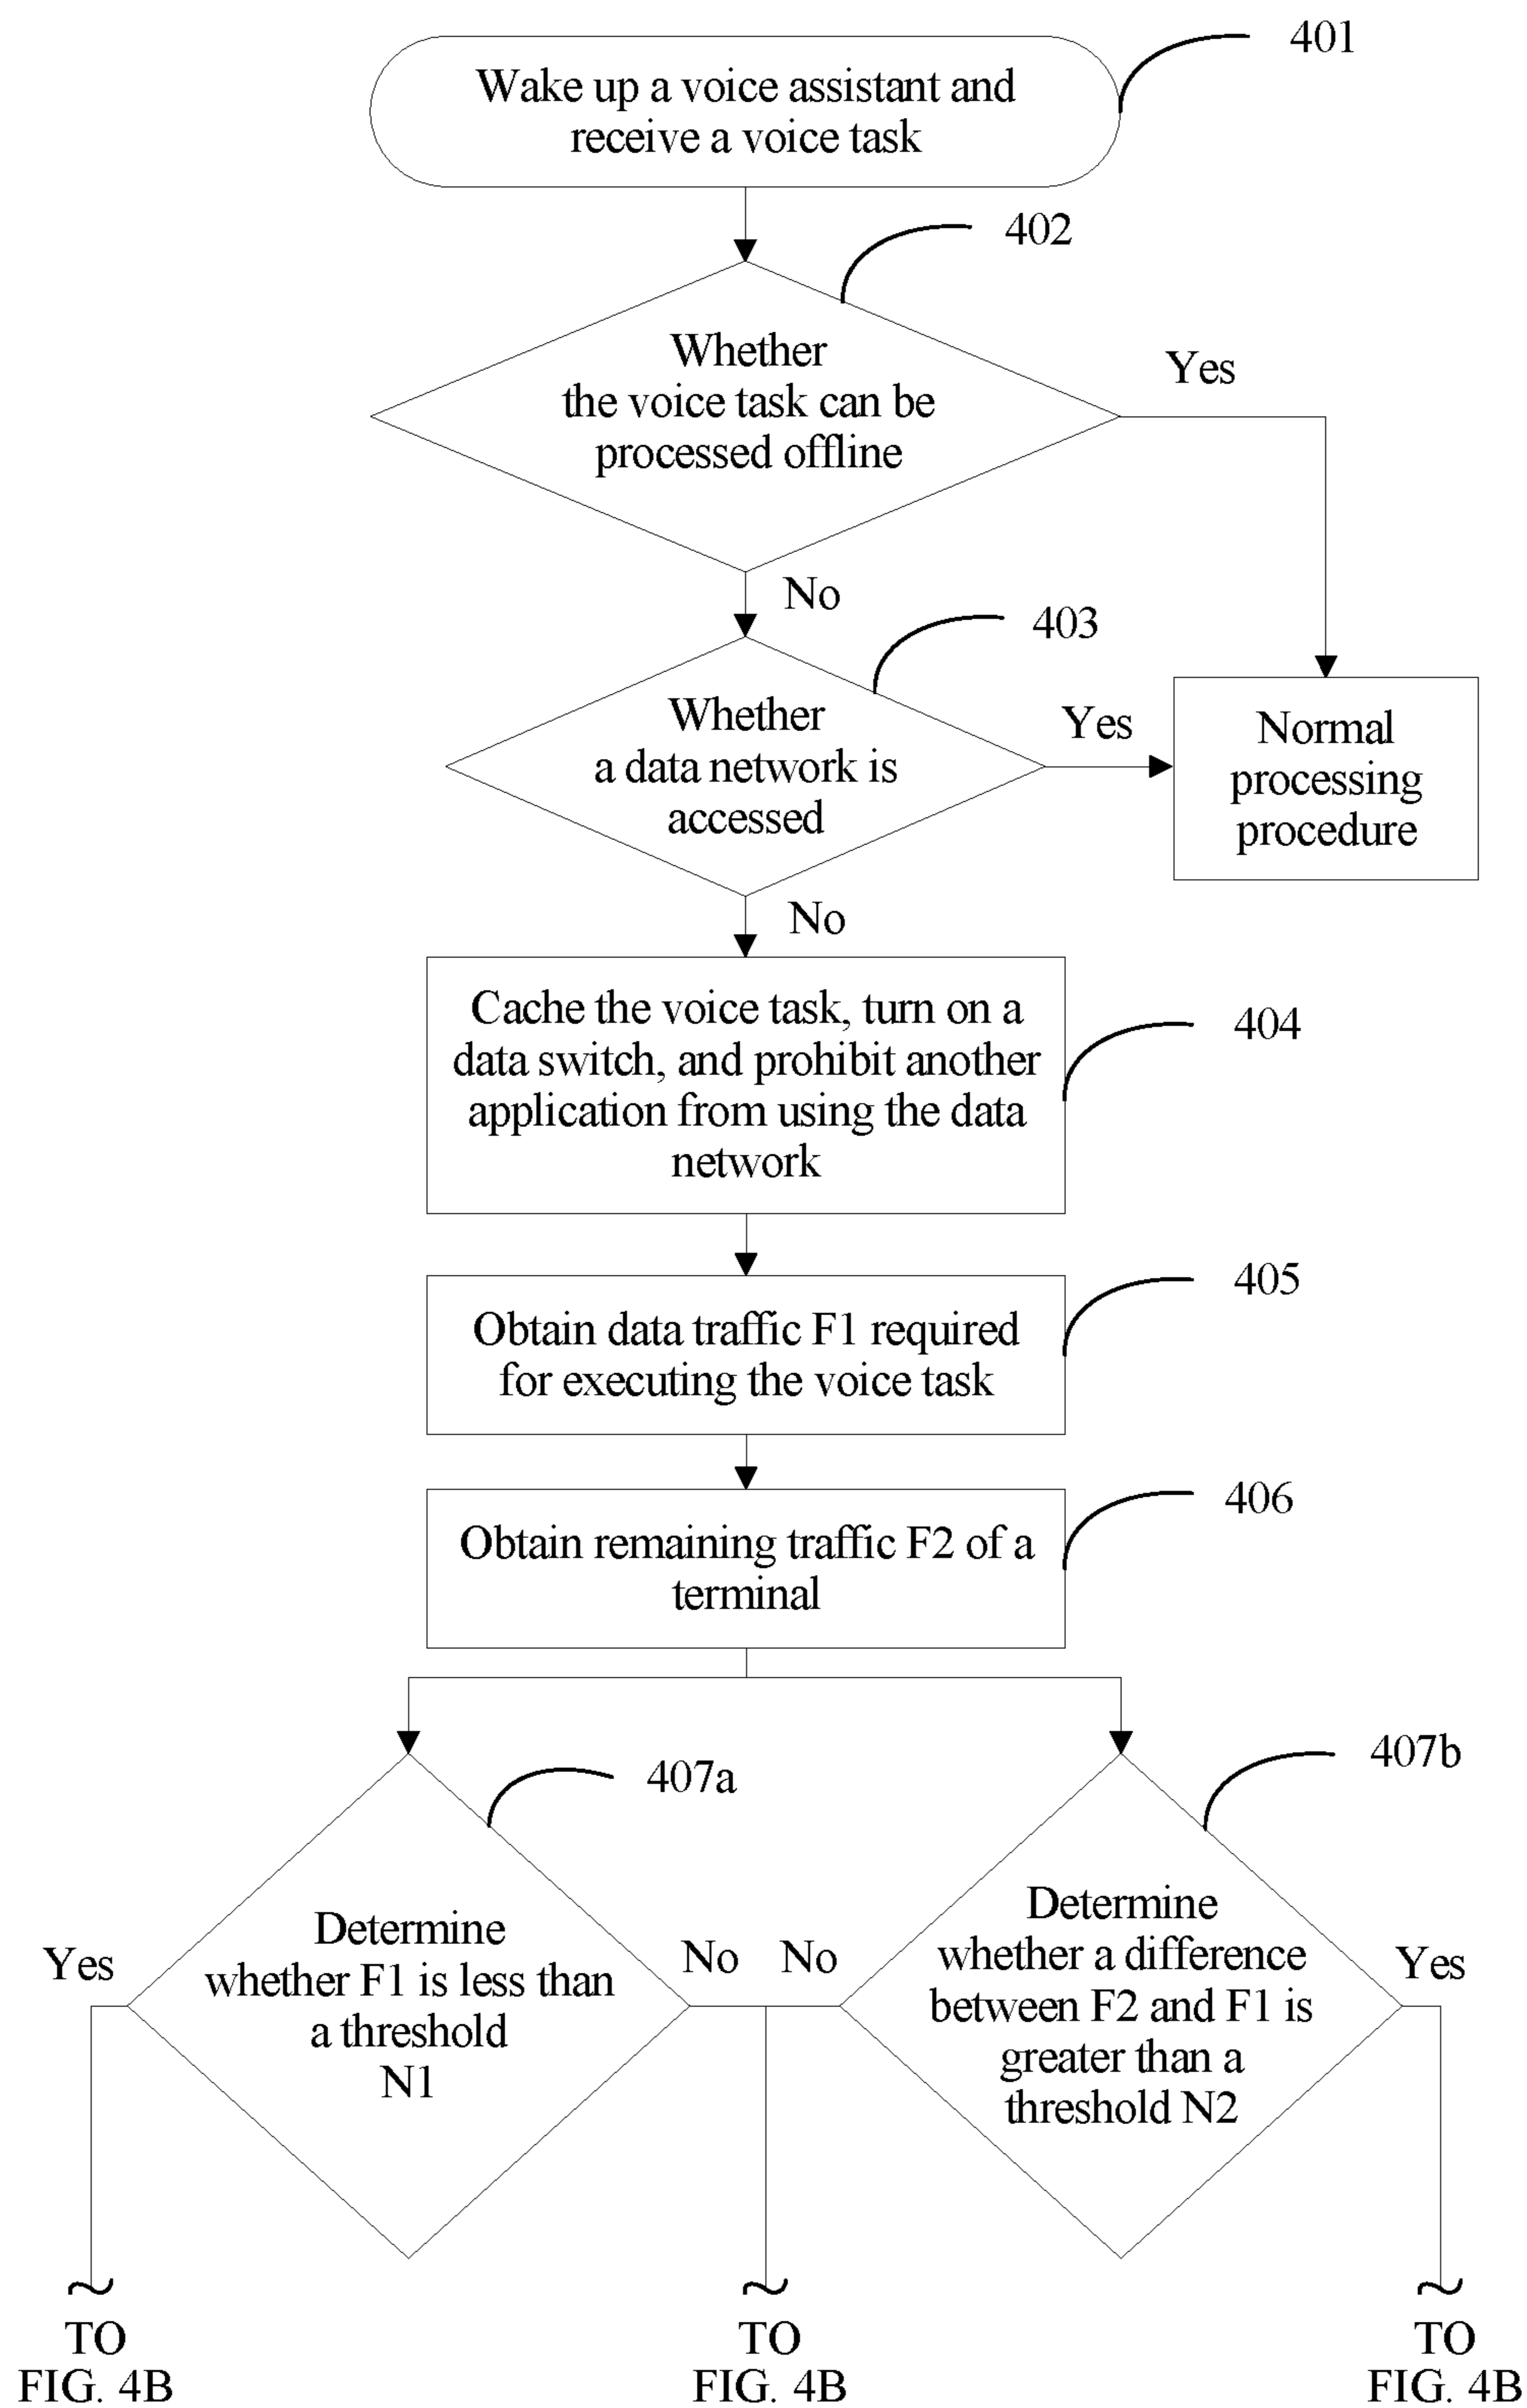 401
Wake up a voice assistant and
receive a voice task
402
Whether
the voice task can be
processed offline
Yes
No
403
Whether
a data network is
accessed
Yes
Normal
processing
procedure
No
Cache the voice task, turn on a
data switch, and prohibit another
application from using the data
network
404
Obtain data traffic F1 required
for executing the voice task
405
Obtain remaining traffic F2 of a
terminal
406
407a
407b
Determine
whether F1 is less than
a threshold
N1
Yes
No
No
Determine
whether a difference
between F2 and F1 is
greater than a
threshold N2
Yes
TO
FIG. 4B
TO
FIG. 4B
TO
FIG. 4B